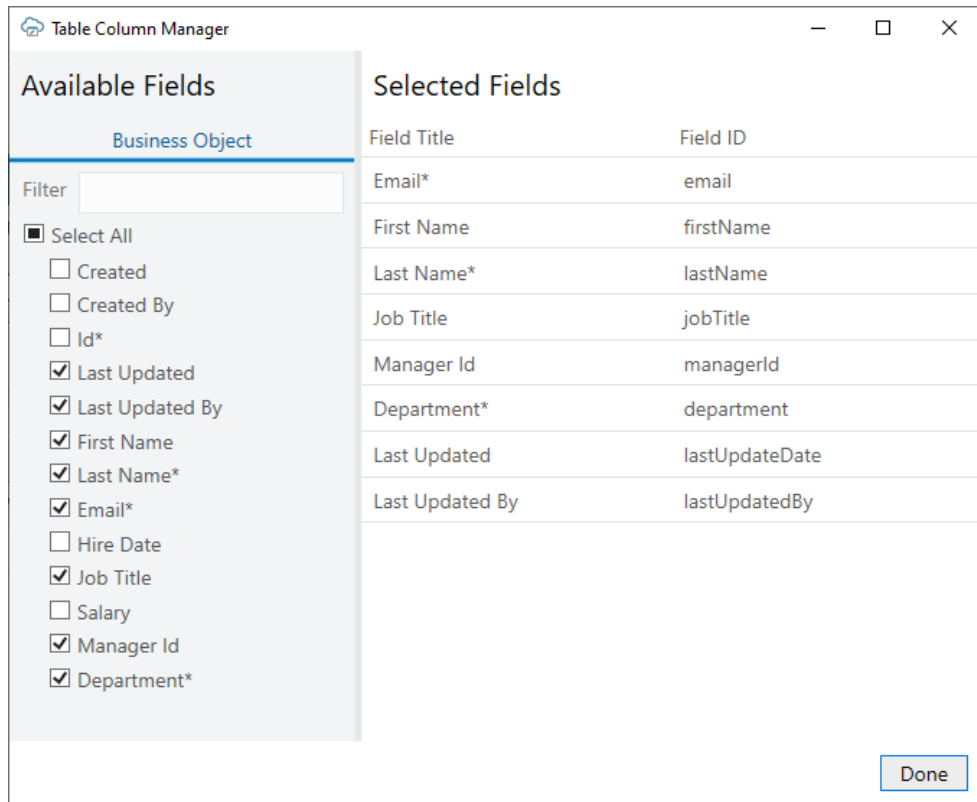 Table Column Manager
Available Fields
Business Object
Filter
Select All
Created
Created By
Id*
Last Updated
Last Updated By
First Name
Last Name*
Email*
Hire Date
Job Title
Salary
Manager Id
Department*
Selected Fields
Field Title Field ID
Email* email
First Name firstName
Last Name* lastName
Job Title jobTitle
Manager Id managerId
Department* department
Last Updated lastUpdateDate
Last Updated By lastUpdatedBy
Done